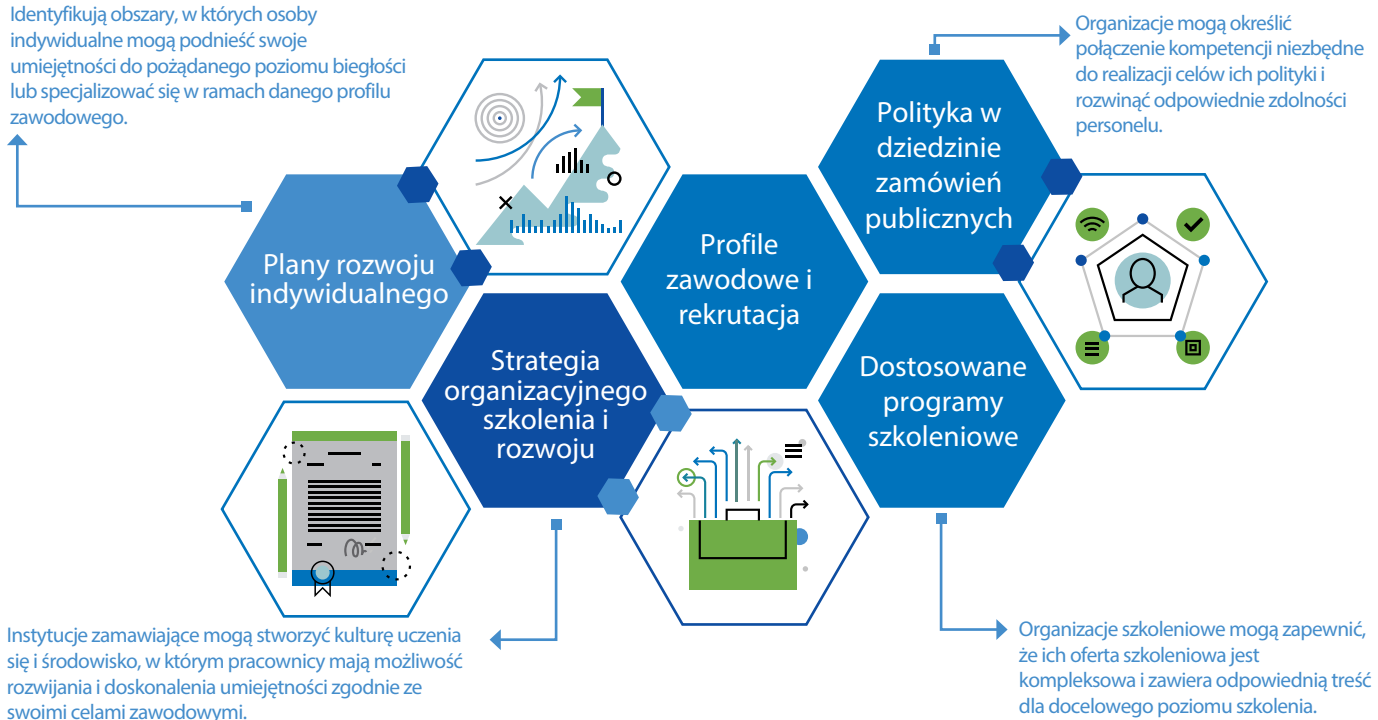 Identyfikują obszary, w których osoby
indywidualne mogą podnieść swoje
umiejętności do pożądanego poziomu biegłości
lub specjalizować się w ramach danego profilu
zawodowego.
Organizacje mogą określić
połączenie kompetencji niezbędne
do realizacji celów ich polityki i
rozwinąć odpowiednie zdolności
personelu.
Polityka w
dziedzinie
zamówień
publicznych
Plany rozwoju
indywidualnego
Profile
zawodowe i
rekrutacja
Strategia
organizacyjnego
szkolenia i
rozwoju
Dostosowane
programy
szkoleniowe
Instytucje zamawiające mogą stworzyć kulturę uczenia
się i środowisko, w którym pracownicy mają możliwość
rozwijania i doskonalenia umiejętności zgodnie ze
swoimi celami zawodowymi.
Organizacje szkoleniowe mogą zapewnić,
że ich oferta szkoleniowa jest
kompleksowa i zawiera odpowiednią treść
dla docelowego poziomu szkolenia.